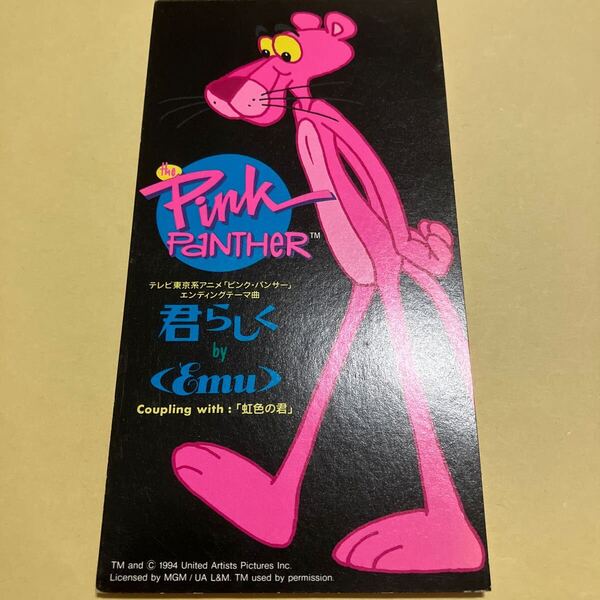 the
Pink
PANTHER™
テレビ東京系アニメ「ピンク・パンサー」
エンディングテーマ曲
君らしく
by
<Emu>
Coupling with :「虹色の君」
TM and © 1994 United Artists Pictures Inc.
Licensed by MGM / UA L&M. TM used by permission.